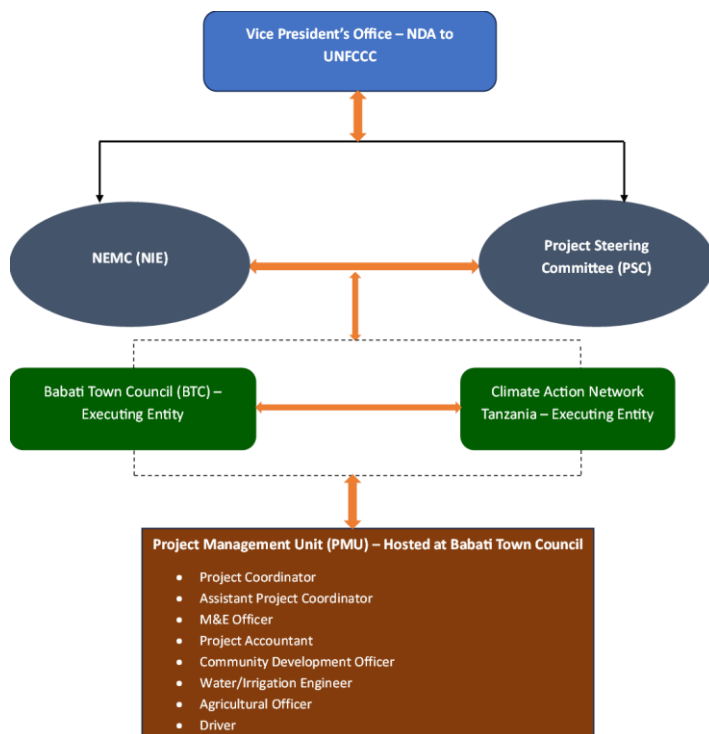 Vice President’s Office – NDA to
UNFCCC
NEMC (NIE)
Project Steering
Committee (PSC)
Babati Town Council (BTC) –
Executing Entity
Climate Action Network
Tanzania – Executing Entity
Project Management Unit (PMU) – Hosted at Babati Town Council
• Project Coordinator
• Assistant Project Coordinator
• M&E Officer
• Project Accountant
• Community Development Officer
• Water/Irrigation Engineer
• Agricultural Officer
• Driver